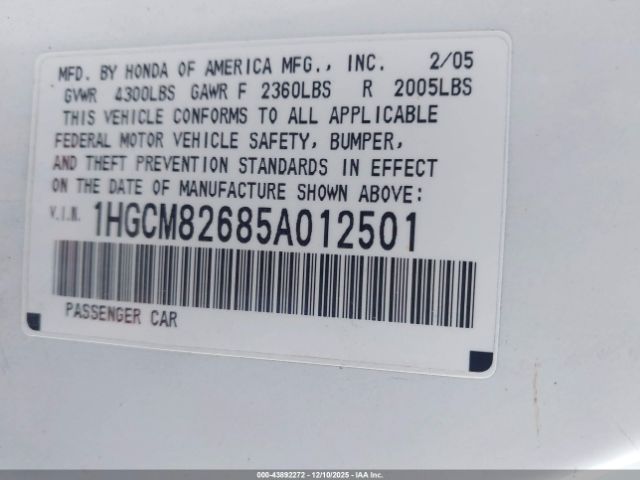 MFD. BY HONDA OF AMERICA MFG., INC. 2/05
GVWR 4300LBS GAWR F 2360LBS R 2005LBS
THIS VEHICLE CONFORMS TO ALL APPLICABLE
FEDERAL MOTOR VEHICLE SAFETY, BUMPER,
AND THEFT PREVENTION STANDARDS IN EFFECT
ON THE DATE OF MANUFACTURE SHOWN ABOVE:
V.I.N. 1HGCM82685A012501
PASSENGER CAR
000-43892272 - 12/10/2025 - IAA Inc.